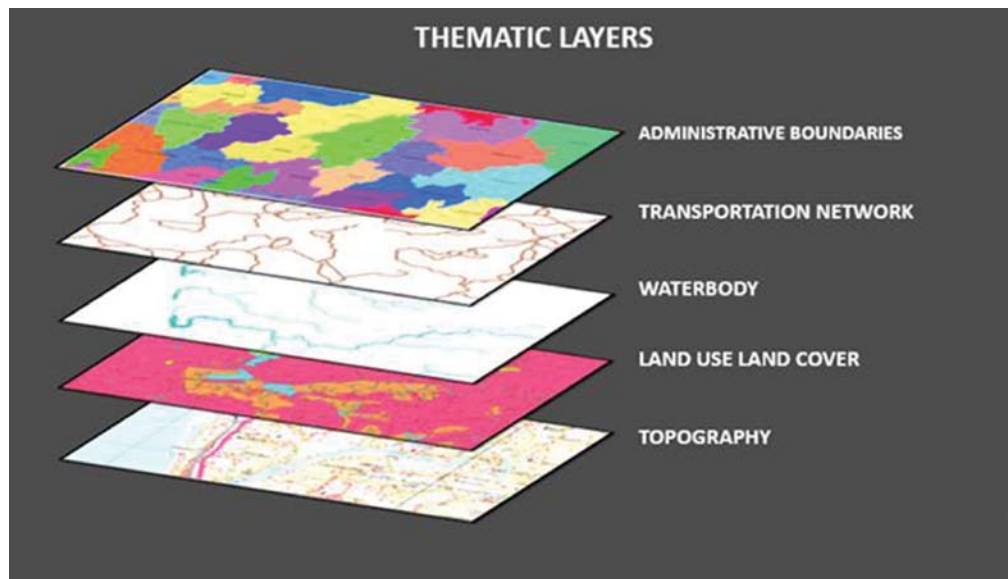 THEMATIC LAYERS
ADMINISTRATIVE BOUNDARIES
TRANSPORTATION NETWORK
WATERBODY
LAND USE LAND COVER
TOPOGRAPHY